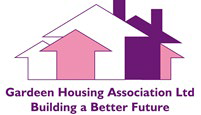 Gardeen Housing Association Ltd
Building a Better Future